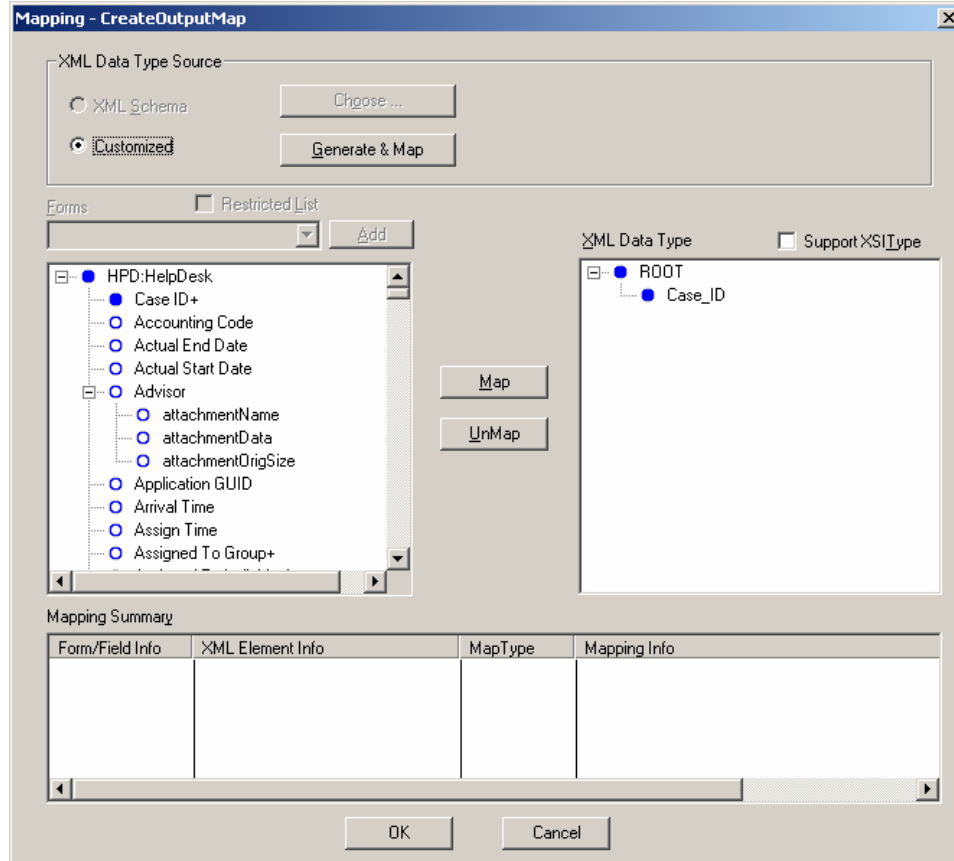 Mapping - CreateOutputMap
XML Data Type Source
XML Schema
Choose ...
Customized
Generate & Map
Forms
Restricted List
Add
XML Data Type
Support XSIType
HPD:HelpDesk
Case ID+
Accounting Code
Actual End Date
Actual Start Date
Advisor
attachmentName
attachmentData
attachmentOrigSize
Application GUID
Arrival Time
Assign Time
Assigned To Group+
ROOT
Case_ID
Map
UnMap
Mapping Summary
Form/Field Info
XML Element Info
MapType
Mapping Info
OK
Cancel